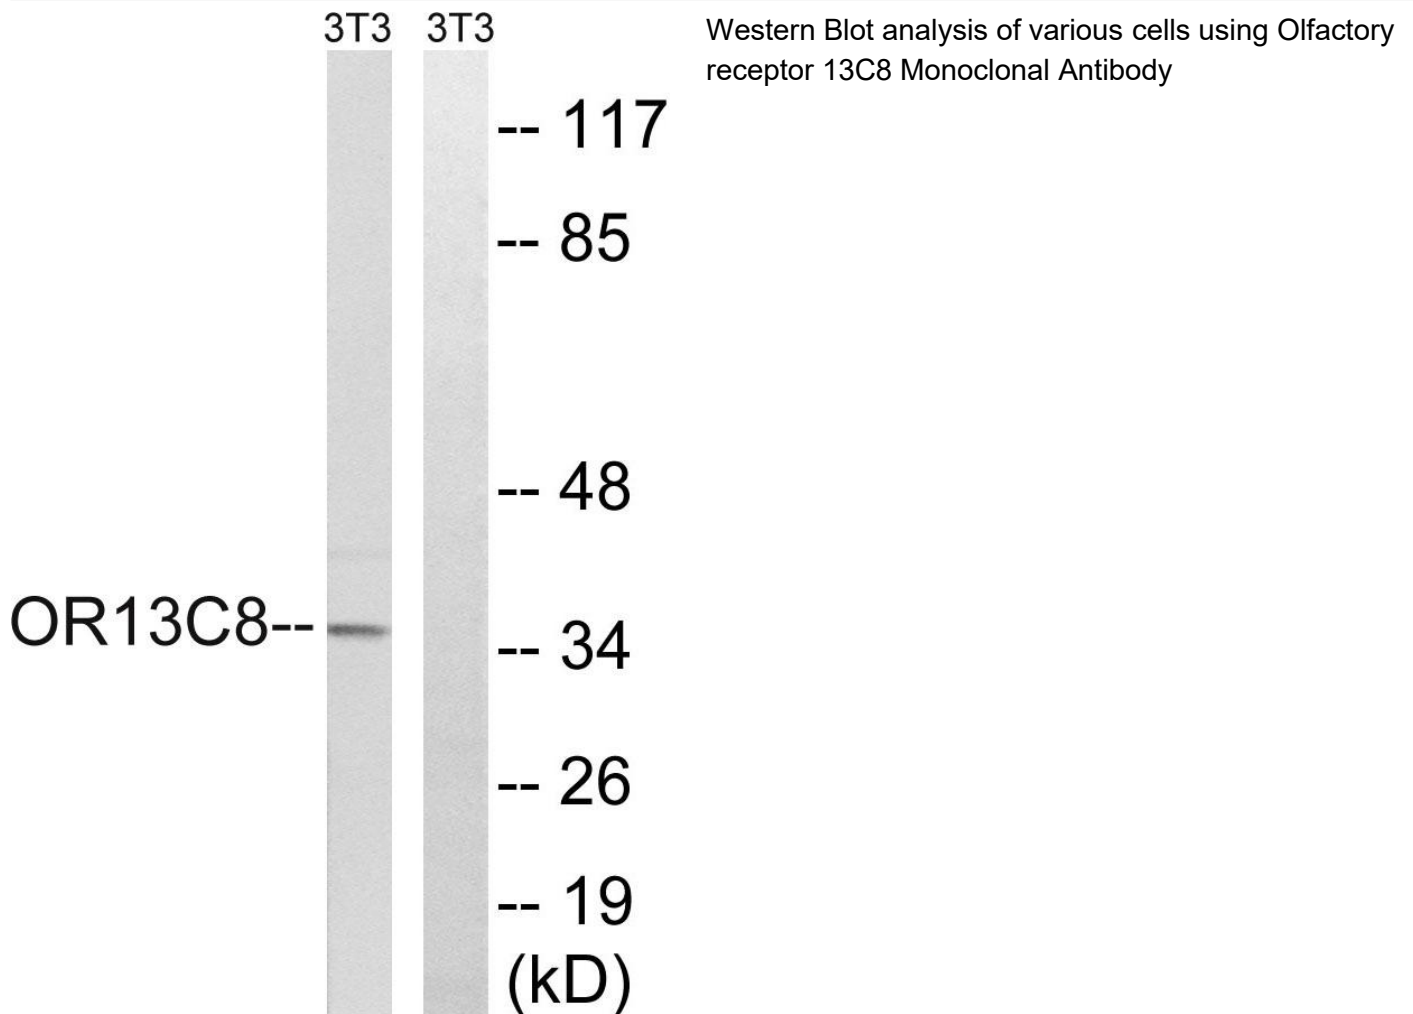 3T3 3T3
Western Blot analysis of various cells using Olfactory
receptor 13C8 Monoclonal Antibody
-- 117
-- 85
-- 48
OR13C8--
-- 34
-- 26
-- 19
(kD)